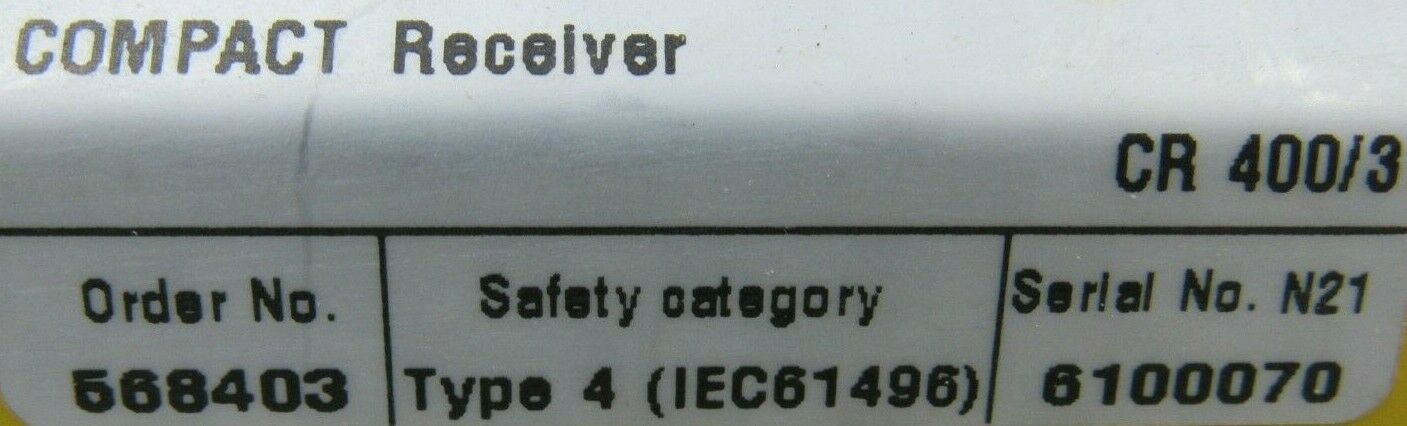 COMPACT Receiver
CR 400/3
Order No.
568403
Safety category
Type 4 (IEC61496)
Serial No. N21
6100070